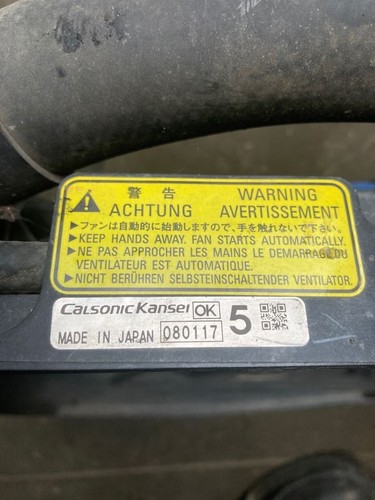 警告 WARNING
ACHTUNG AVERTISSEMENT
▶ファンは自動的に始動しますので、手を触れないで下さい。
▶KEEP HANDS AWAY. FAN STARTS AUTOMATICALLY.
▶NE PAS APPROCHER LES MAINS LE DEMARRAGE DU
VENTILATEUR EST AUTOMATIQUE.
▶NICHT BERÜHREN SELBSTEINSCHALTENDER VENTILATOR.
Calsonic Kansei OK 5
MADE IN JAPAN 080117